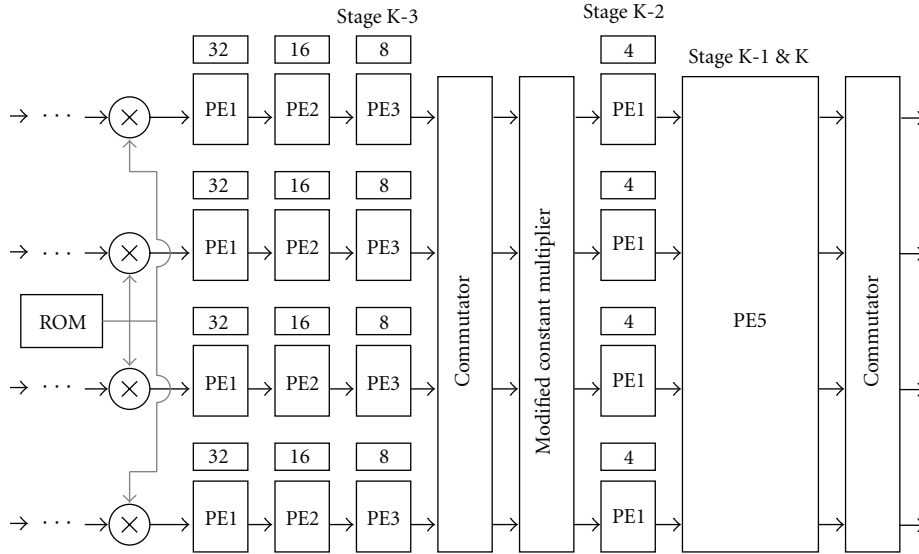 Stage K-3
Stage K-2
Stage K-1 & K
32 16 8 4
· · · PE1 PE2 PE3 PE1
32 16 8 4
· · · PE1 PE2 PE3 PE1
ROM
Commutator
Modified constant multiplier
PE5
Commutator
32 16 8 4
· · · PE1 PE2 PE3 PE1
32 16 8 4
· · · PE1 PE2 PE3 PE1